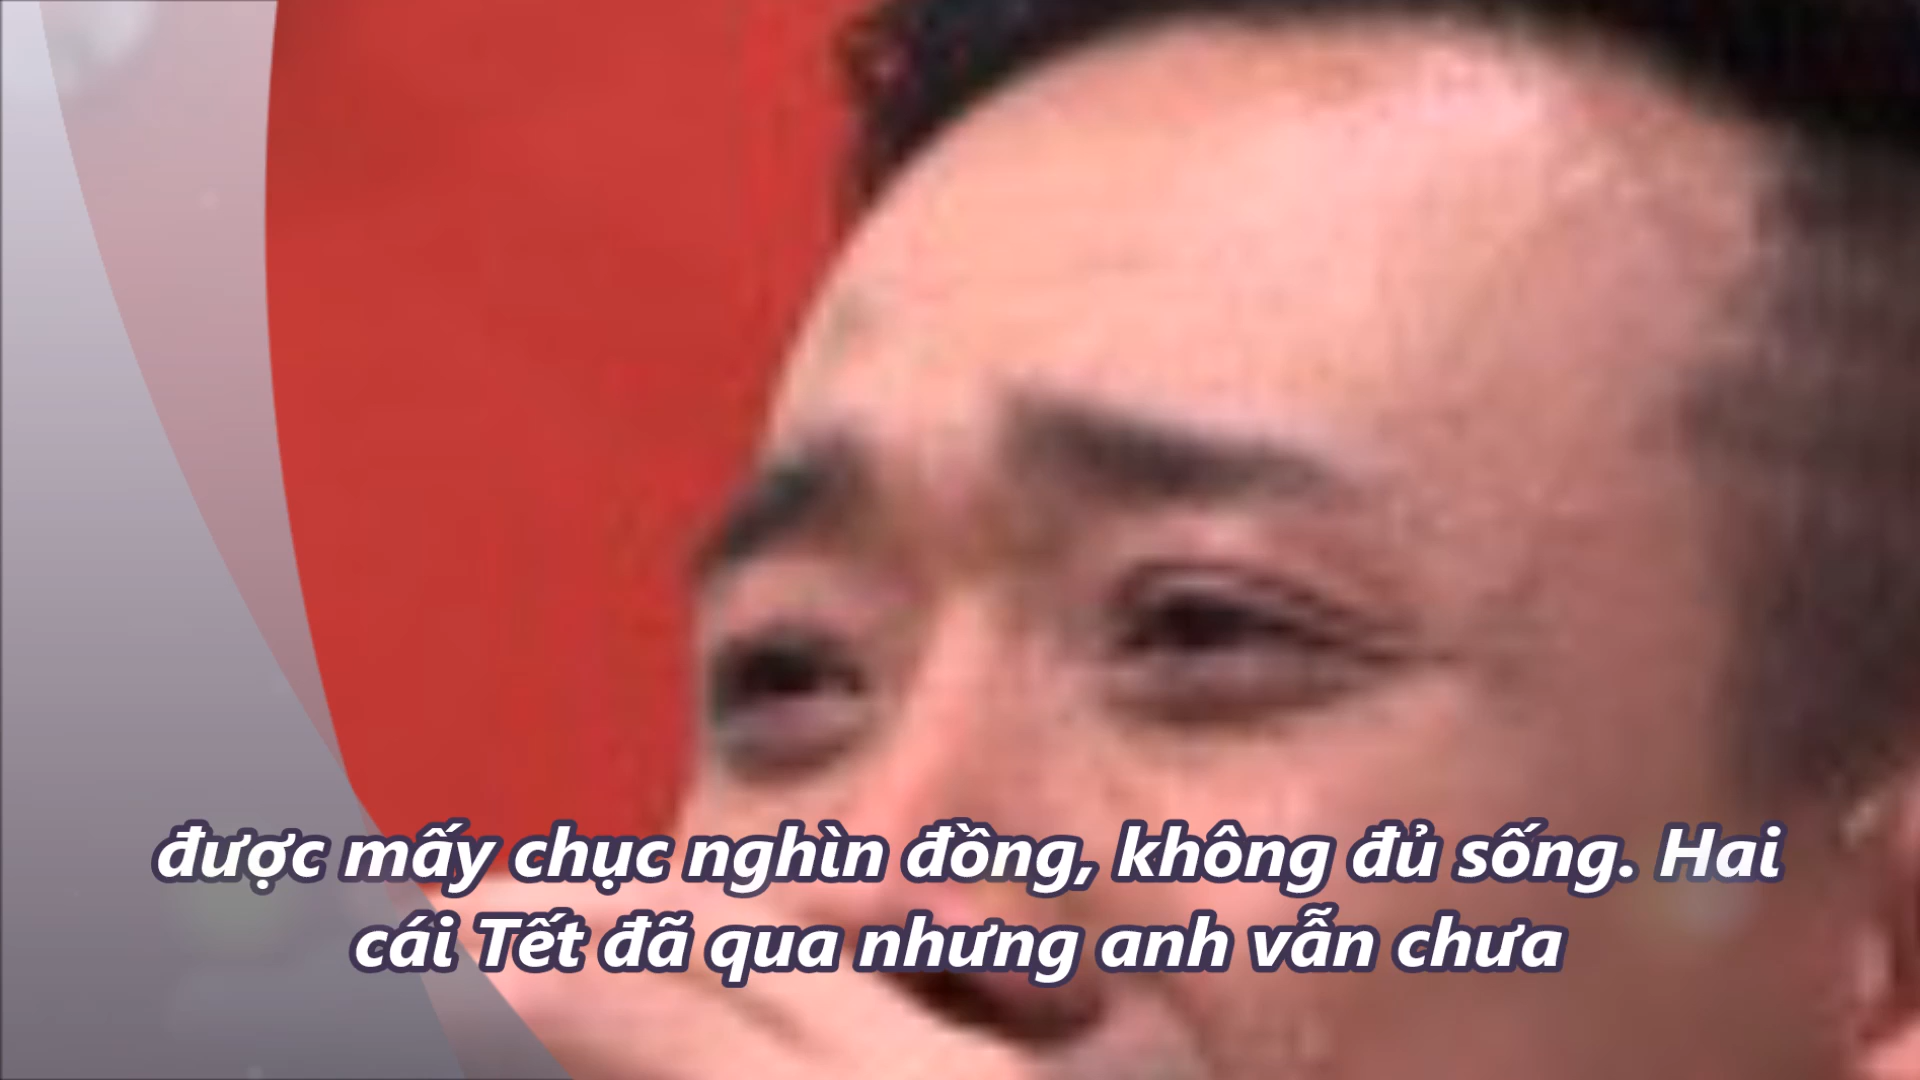 được mấy chục nghìn đồng, không đủ sống. Hai
cái Tết đã qua nhưng anh vẫn chưa